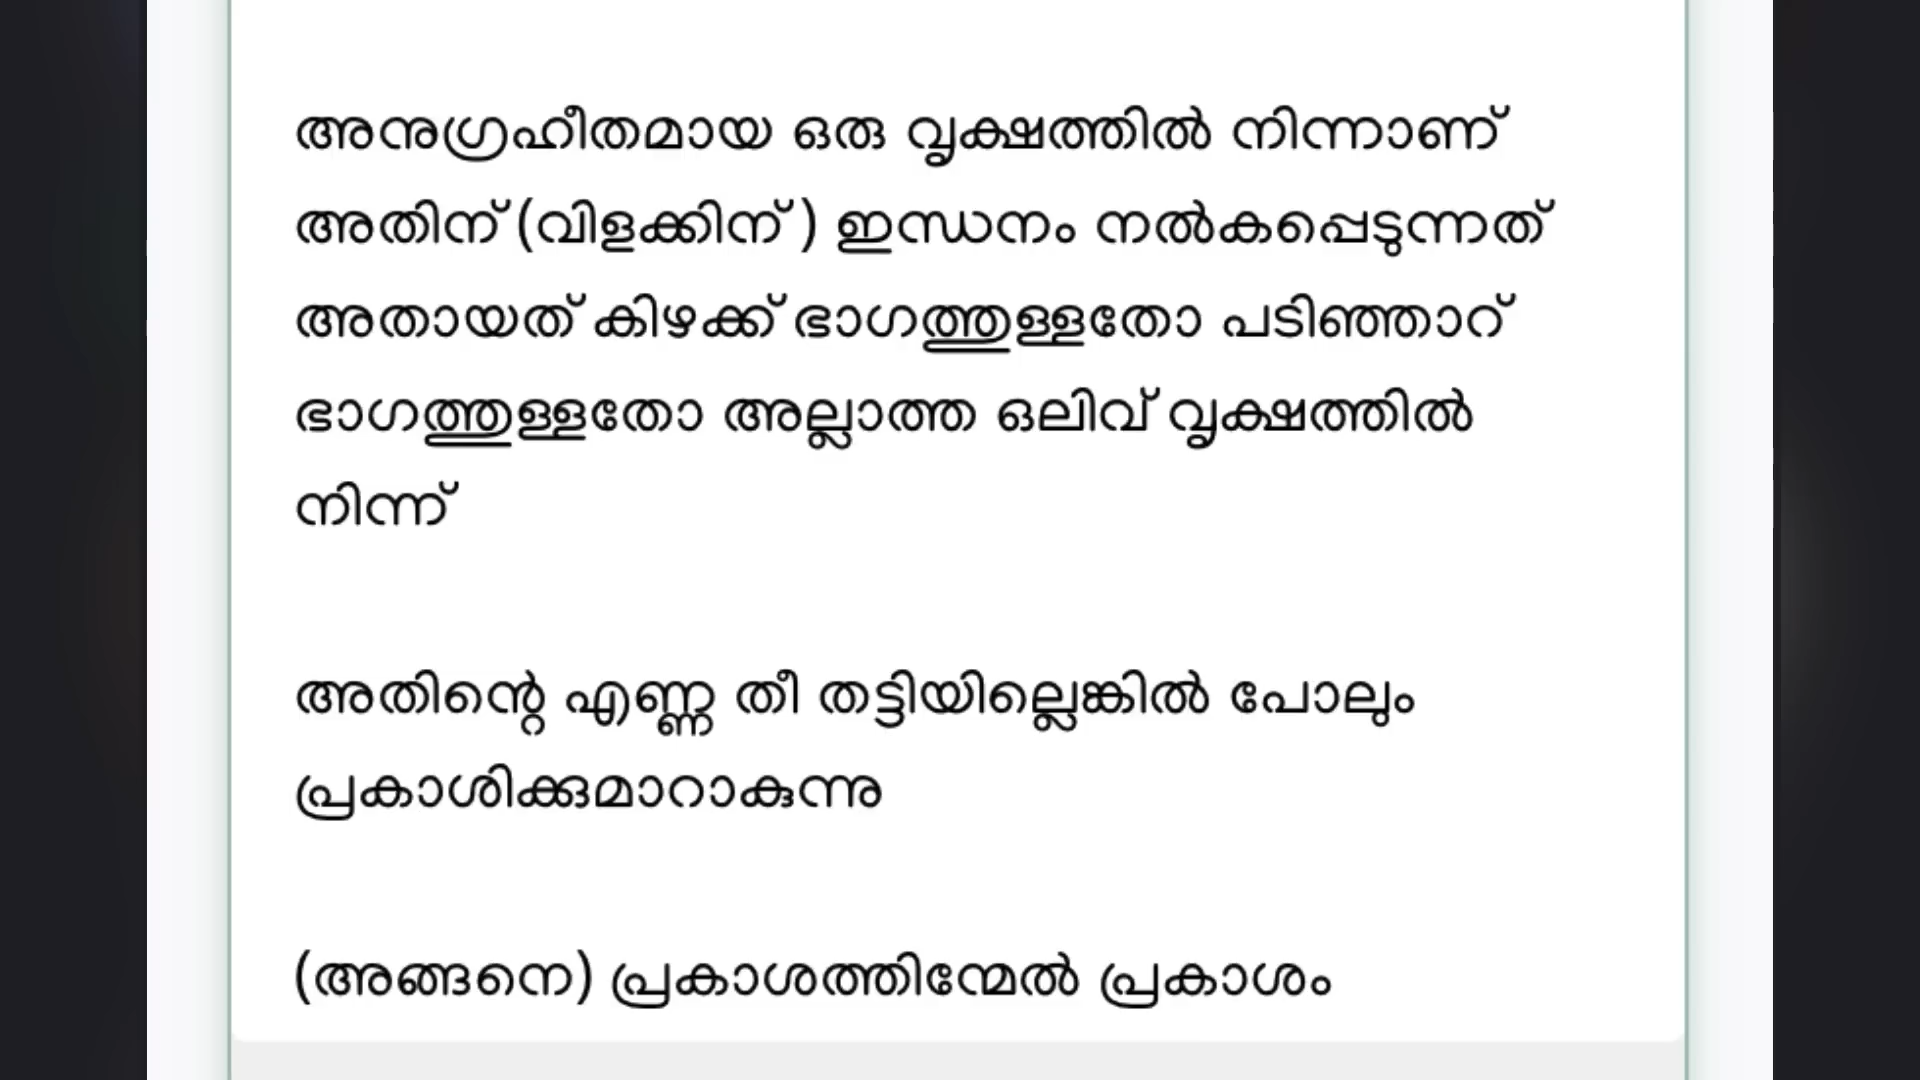 അനുഗ്രഹീതമായ ഒരു വൃക്ഷത്തിൽ നിന്നാണ്
അതിന് (വിളക്കിന് ) ഇന്ധനം നൽകപ്പെടുന്നത്
അതായത് കിഴക്ക് ഭാഗത്തുള്ളതോ പടിഞ്ഞാറ്
ഭാഗത്തുള്ളതോ അല്ലാത്ത ഒലിവ് വൃക്ഷത്തിൽ
നിന്ന്
അതിന്റെ എണ്ണ തീ തട്ടിയില്ലെങ്കിൽ പോലും
പ്രകാശിക്കുമാറാകുന്നു
(അങ്ങനെ) പ്രകാശത്തിന്മേൽ പ്രകാശം